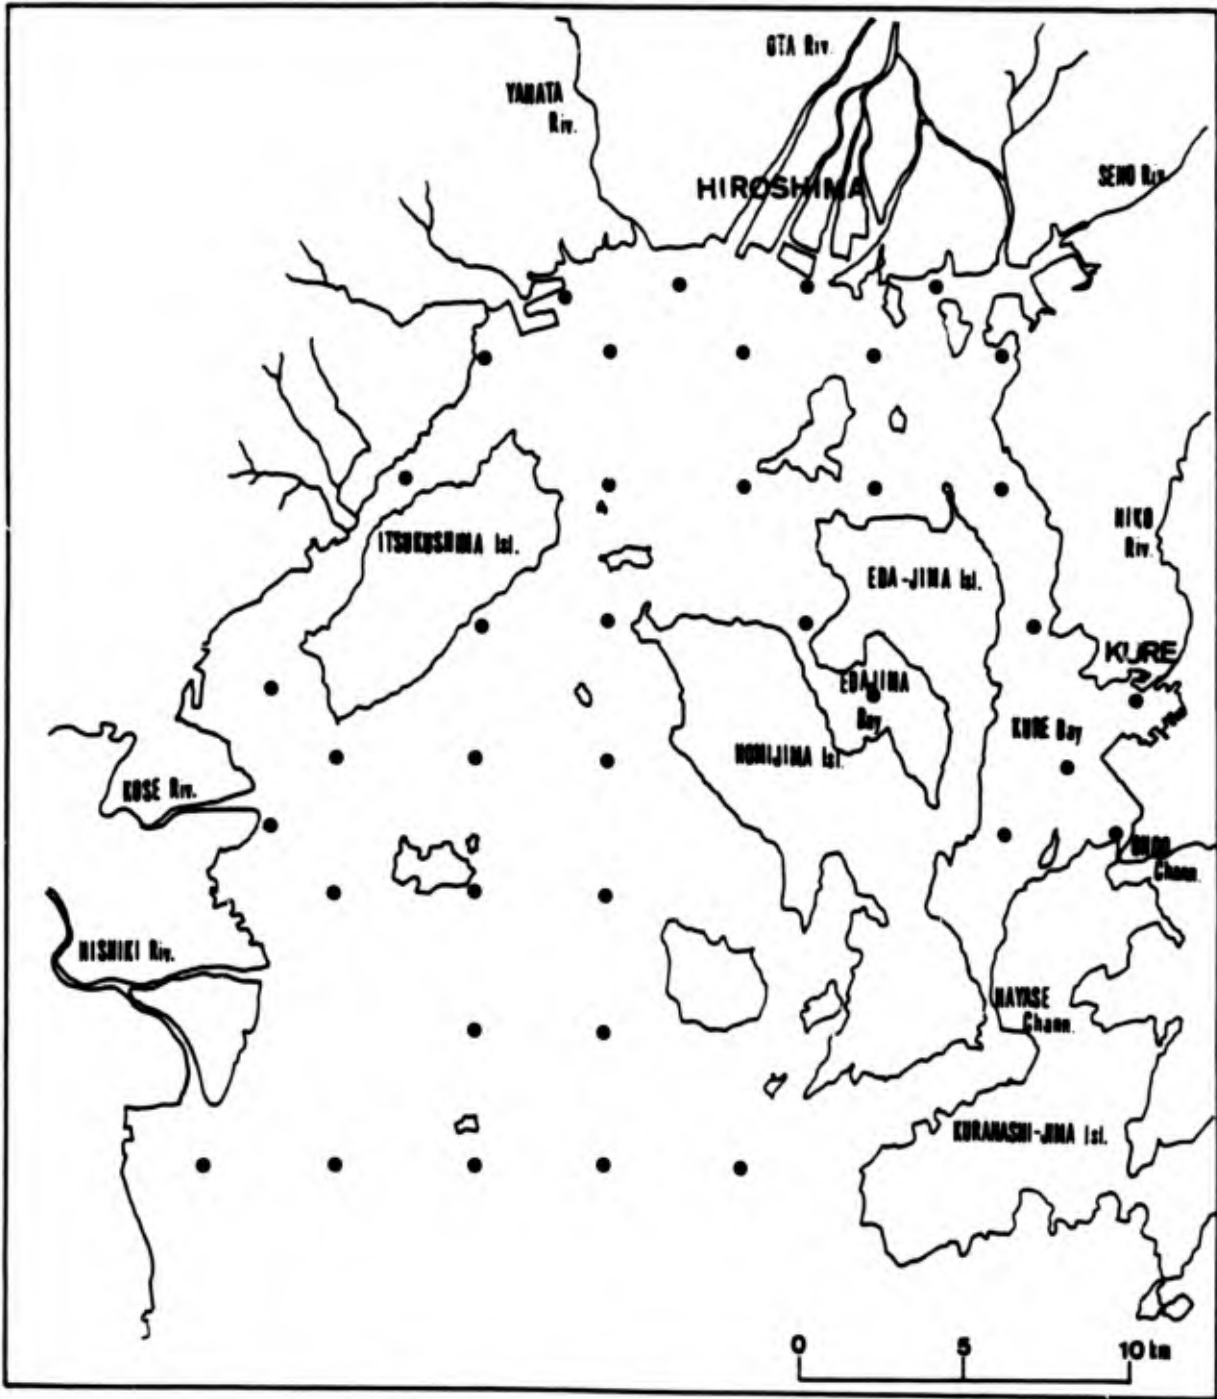 OTA Riv.
YAHATA
Riv.
SENO Riv.
HIROSHIMA
ITSUKUSHIMA Isl.
NIKO
Riv.
EDA-JIMA Isl.
KURE
EDAJIMA
Bay
KURE Bay
NOMIJIMA Isl.
KOSE Riv.
Chann.
NISHIKI Riv.
HAYASE
Chann.
KURAHASHI-JIMA Isl.
0 5 10 km